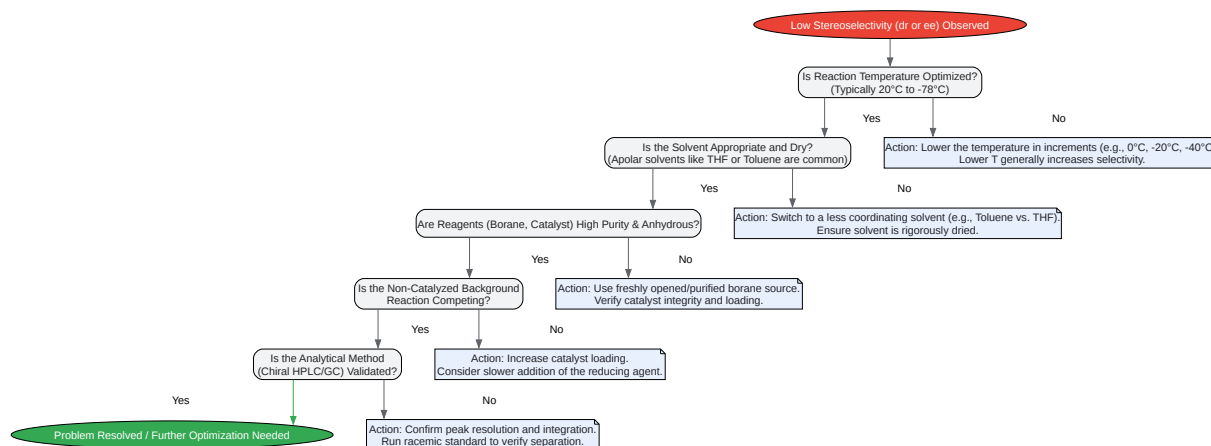 Low Stereoselectivity (dr or ee) Observed
Is Reaction Temperature Optimized?
(Typically 20°C to -78°C)
Yes
No
Is the Solvent Appropriate and Dry?
(Apolar solvents like THF or Toluene are common)
Action: Lower the temperature in increments (e.g., 0°C, -20°C, -40°C
Lower T generally increases selectivity.
Yes
No
Are Reagents (Borane, Catalyst) High Purity & Anhydrous?
Action: Switch to a less coordinating solvent (e.g., Toluene vs. THF).
Ensure solvent is rigorously dried.
Yes
No
Is the Non-Catalyzed Background
Reaction Competing?
Action: Use freshly opened/purified borane source.
Verify catalyst integrity and loading.
Yes
No
Is the Analytical Method
(Chiral HPLC/GC) Validated?
Action: Increase catalyst loading.
Consider slower addition of the reducing agent.
Yes
No
Problem Resolved / Further Optimization Needed
Action: Confirm peak resolution and integration.
Run racemic standard to verify separation.